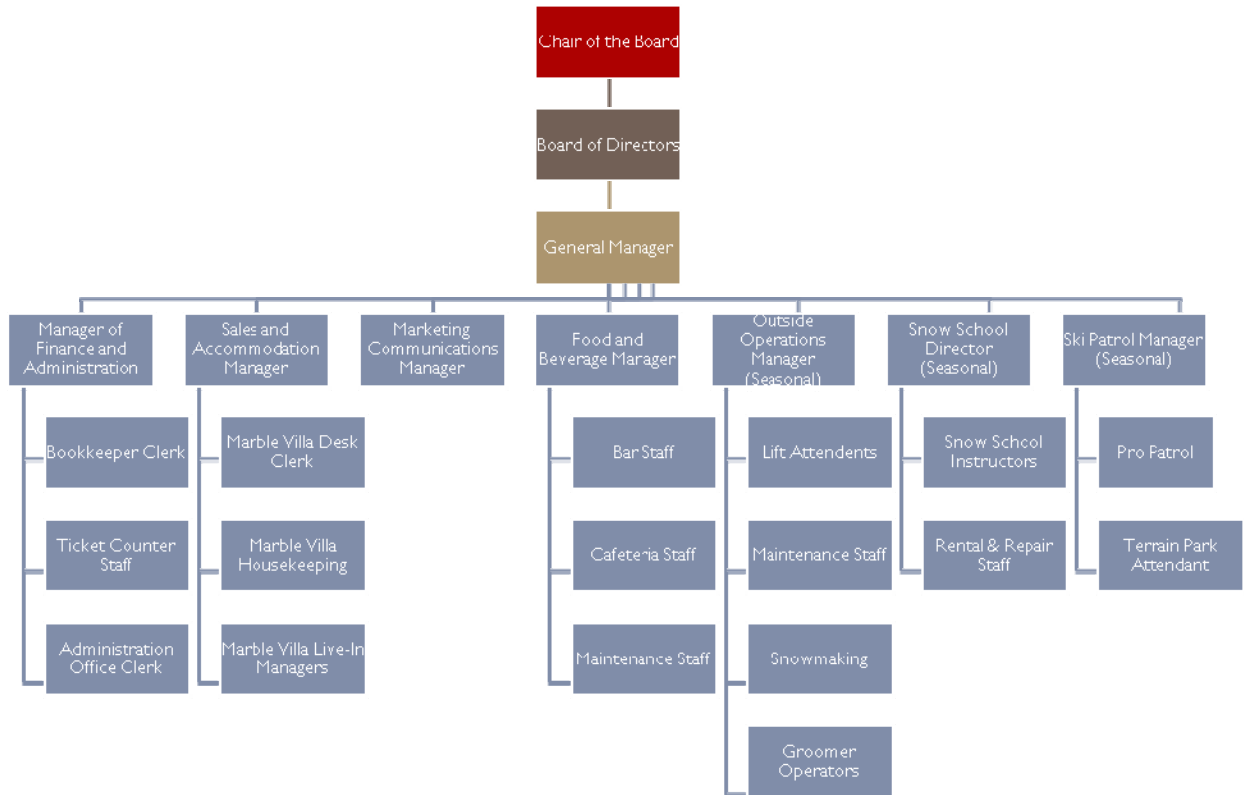 Chair of the Board
Board of Directors
General Manager
Manager of
Finance and
Administration
Sales and
Accommodation
Manager
Marketing
Communications
Manager
Food and
Beverage Manager
Outside
Operations
Manager
(Seasonal)
Snow School
Director
(Seasonal)
Ski Patrol Manager
(Seasonal)
Bookkeeper Clerk
Marble Villa Desk
Clerk
Bar Staff
Lift Attendents
Snow School
Instructors
Pro Patrol
Ticket Counter
Staff
Marble Villa
Housekeeping
Cafeteria Staff
Maintenance Staff
Rental & Repair
Staff
Terrain Park
Attendant
Administration
Office Clerk
Marble Villa Live-In
Managers
Maintenance Staff
Snowmaking
Groomer
Operators